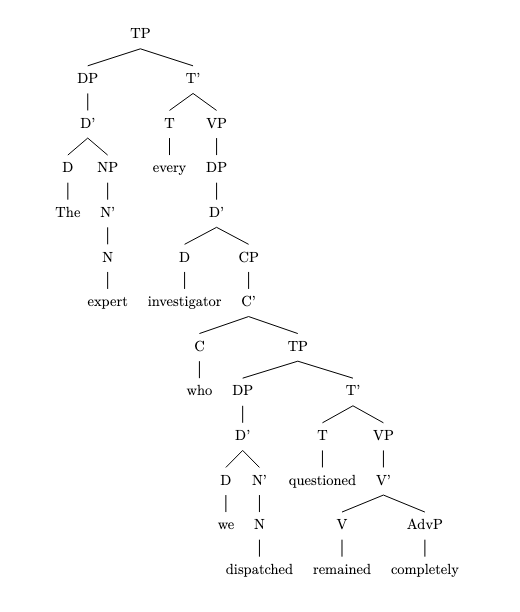 TP
DP T'
D' T VP
D NP every DP
The N' D'
N D CP
expert investigator C'
C TP
who DP T'
D' T VP
D N' questioned V'
we N V AdvP
dispatched remained completely